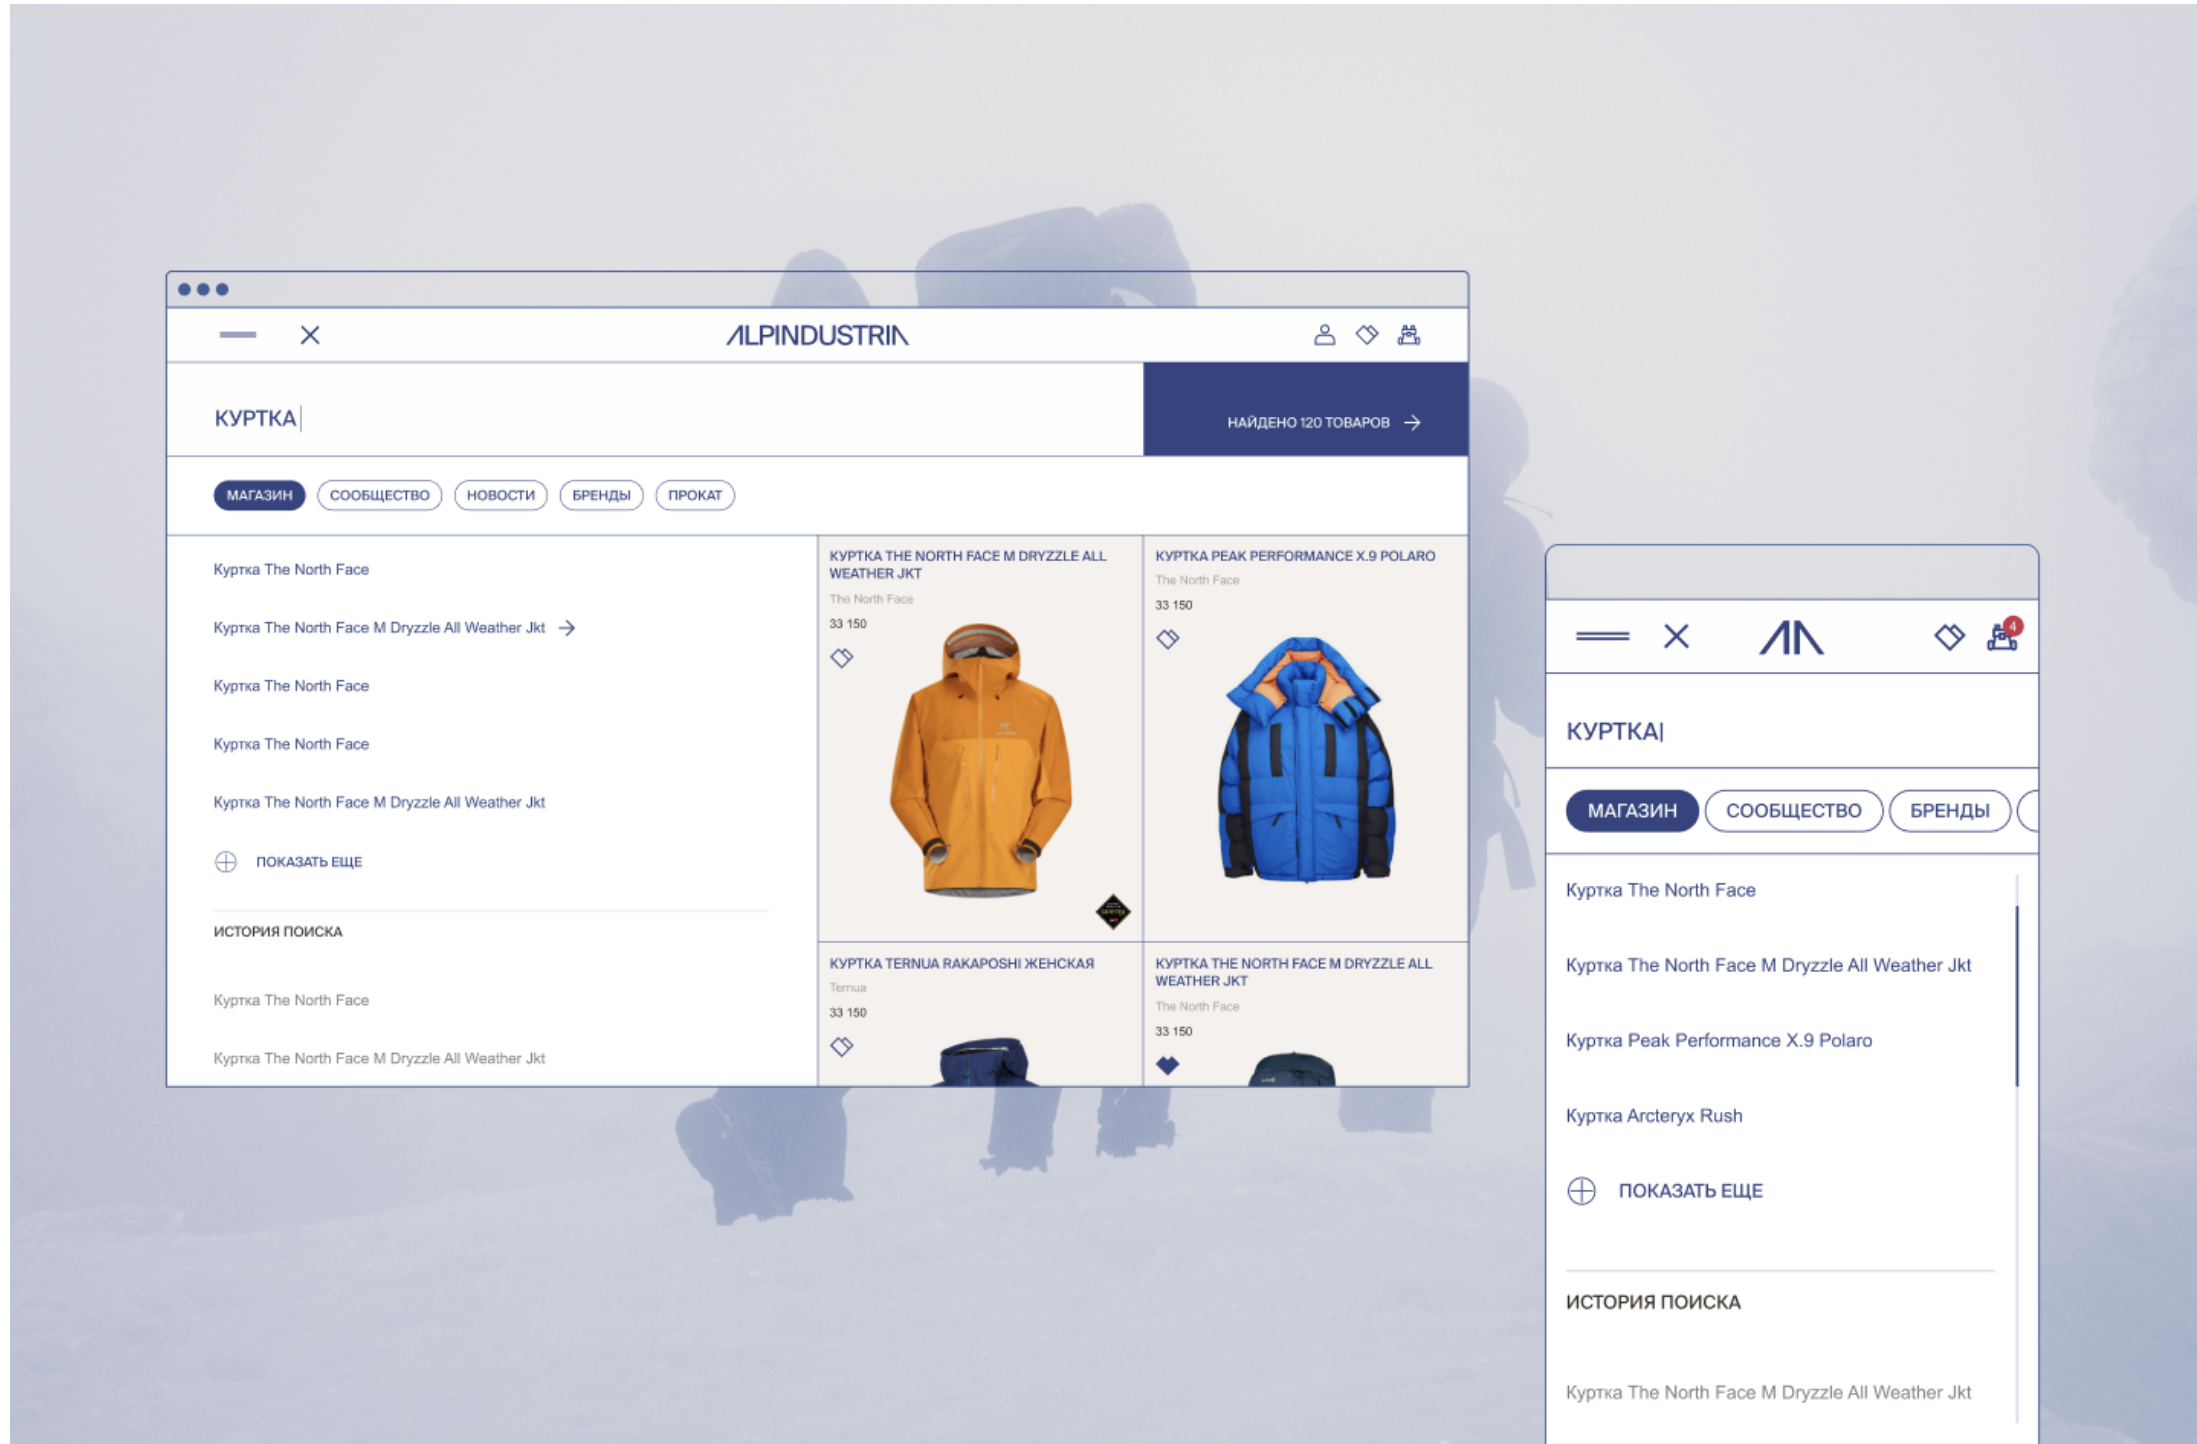 ALPINDUSTRIA
КУРТКА
НАЙДЕНО 120 ТОВАРОВ
МАГАЗИН
СООБЩЕСТВО
НОВОСТИ
БРЕНДЫ
ПРОКАТ
Куртка The North Face
Куртка The North Face M Dryzzle All Weather Jkt
Куртка The North Face
Куртка The North Face
Куртка The North Face M Dryzzle All Weather Jkt
ПОКАЗАТЬ ЕЩЕ
ИСТОРИЯ ПОИСКА
Куртка The North Face
Куртка The North Face M Dryzzle All Weather Jkt
КУРТКА THE NORTH FACE M DRYZZLE ALL
WEATHER JKT
The North Face
33 150
КУРТКА PEAK PERFORMANCE X.9 POLARO
The North Face
33 150
КУРТКА TERNUA RAKAPOSHI ЖЕНСКАЯ
Ternua
33 150
КУРТКА THE NORTH FACE M DRYZZLE ALL
WEATHER JKT
The North Face
33 150
4
КУРТКА
МАГАЗИН
СООБЩЕСТВО
БРЕНДЫ
Куртка The North Face
Куртка The North Face M Dryzzle All Weather Jkt
Куртка Peak Performance X.9 Polaro
Куртка Arcteryx Rush
ПОКАЗАТЬ ЕЩЕ
ИСТОРИЯ ПОИСКА
Куртка The North Face M Dryzzle All Weather Jkt